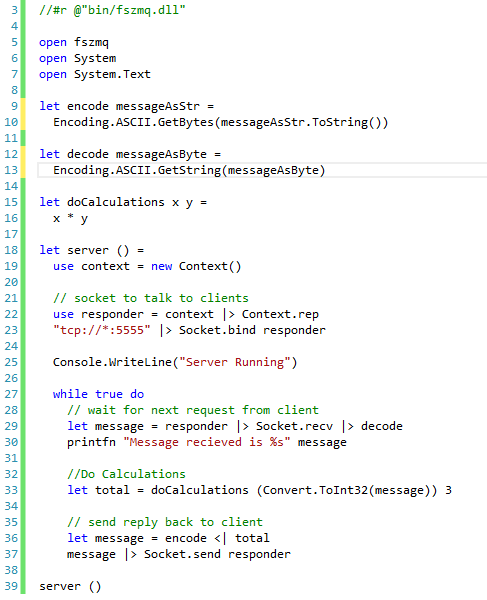 3 //#r @"bin/fszmq.dll"
4
5 open fszmq
6 open System
7 open System.Text
8
9 let encode messageAsStr =
10   Encoding.ASCII.GetBytes(messageAsStr.ToString())
11
12 let decode messageAsByte =
13   Encoding.ASCII.GetString(messageAsByte)
14
15 let doCalculations x y =
16   x * y
17
18 let server () =
19   use context = new Context()
20
21   // socket to talk to clients
22   use responder = context |> Context.rep
23   "tcp://*:5555" |> Socket.bind responder
24
25   Console.WriteLine("Server Running")
26
27   while true do
28     // wait for next request from client
29     let message = responder |> Socket.recv |> decode
30     printfn "Message recieved is %s" message
31
32     //Do Calculations
33     let total = doCalculations (Convert.ToInt32(message)) 3
34
35     // send reply back to client
36     let message = encode <| total
37     message |> Socket.send responder
38
39 server ()